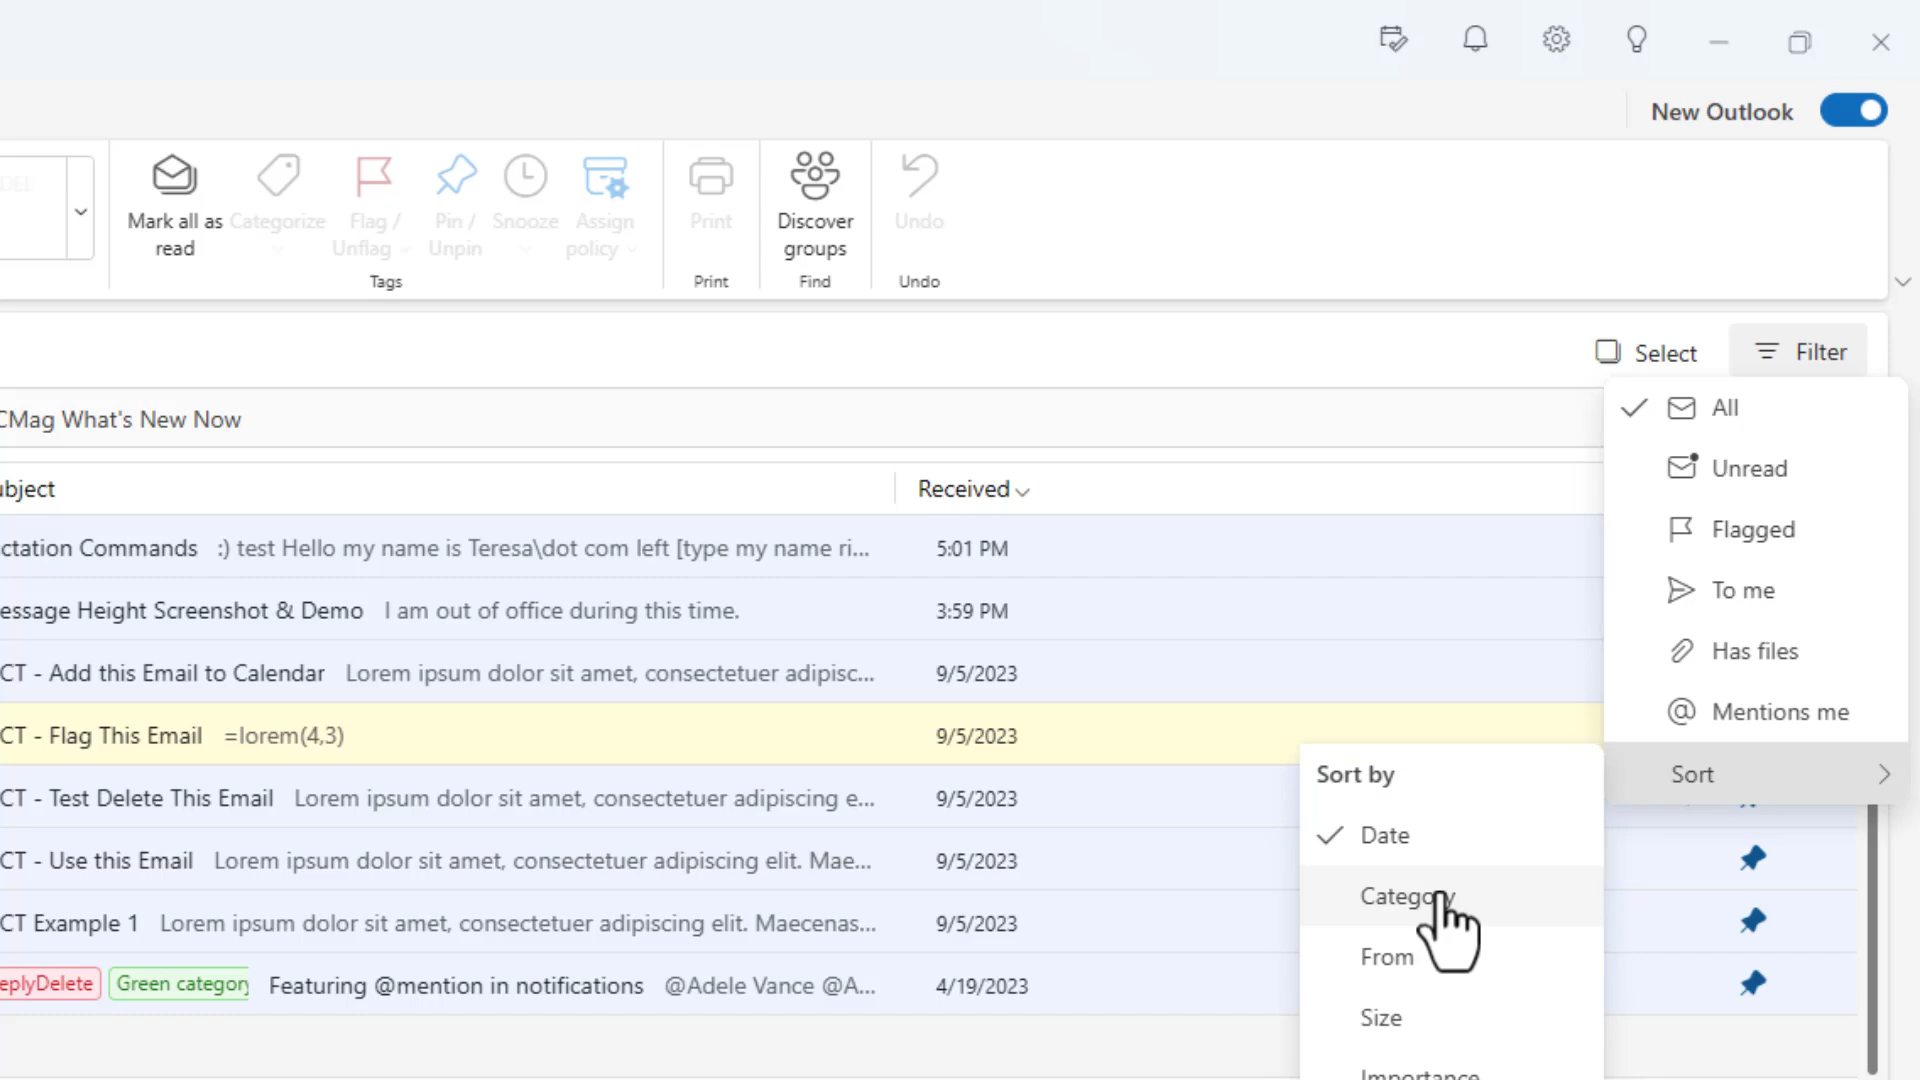 New Outlook
Mark all as read
Categorize
Flag / Unflag
Pin / Unpin
Snooze
Assign policy
Tags
Print
Print
Discover groups
Find
Undo
Undo
Select
Filter
CMag What's New Now
All
Unread
Flagged
To me
Has files
Mentions me
Sort
ubject
Received
ctation Commands :) test Hello my name is Teresa\dot com left [type my name ri... 5:01 PM
essage Height Screenshot & Demo I am out of office during this time. 3:59 PM
CT - Add this Email to Calendar Lorem ipsum dolor sit amet, consectetuer adipisc... 9/5/2023
CT - Flag This Email =lorem(4,3) 9/5/2023
CT - Test Delete This Email Lorem ipsum dolor sit amet, consectetuer adipiscing e... 9/5/2023
CT - Use this Email Lorem ipsum dolor sit amet, consectetuer adipiscing elit. Mae... 9/5/2023
CT Example 1 Lorem ipsum dolor sit amet, consectetuer adipiscing elit. Maecenas... 9/5/2023
eplyDelete Green category Featuring @mention in notifications @Adele Vance @A... 4/19/2023
Sort by
Date
Category
From
Size
Importance